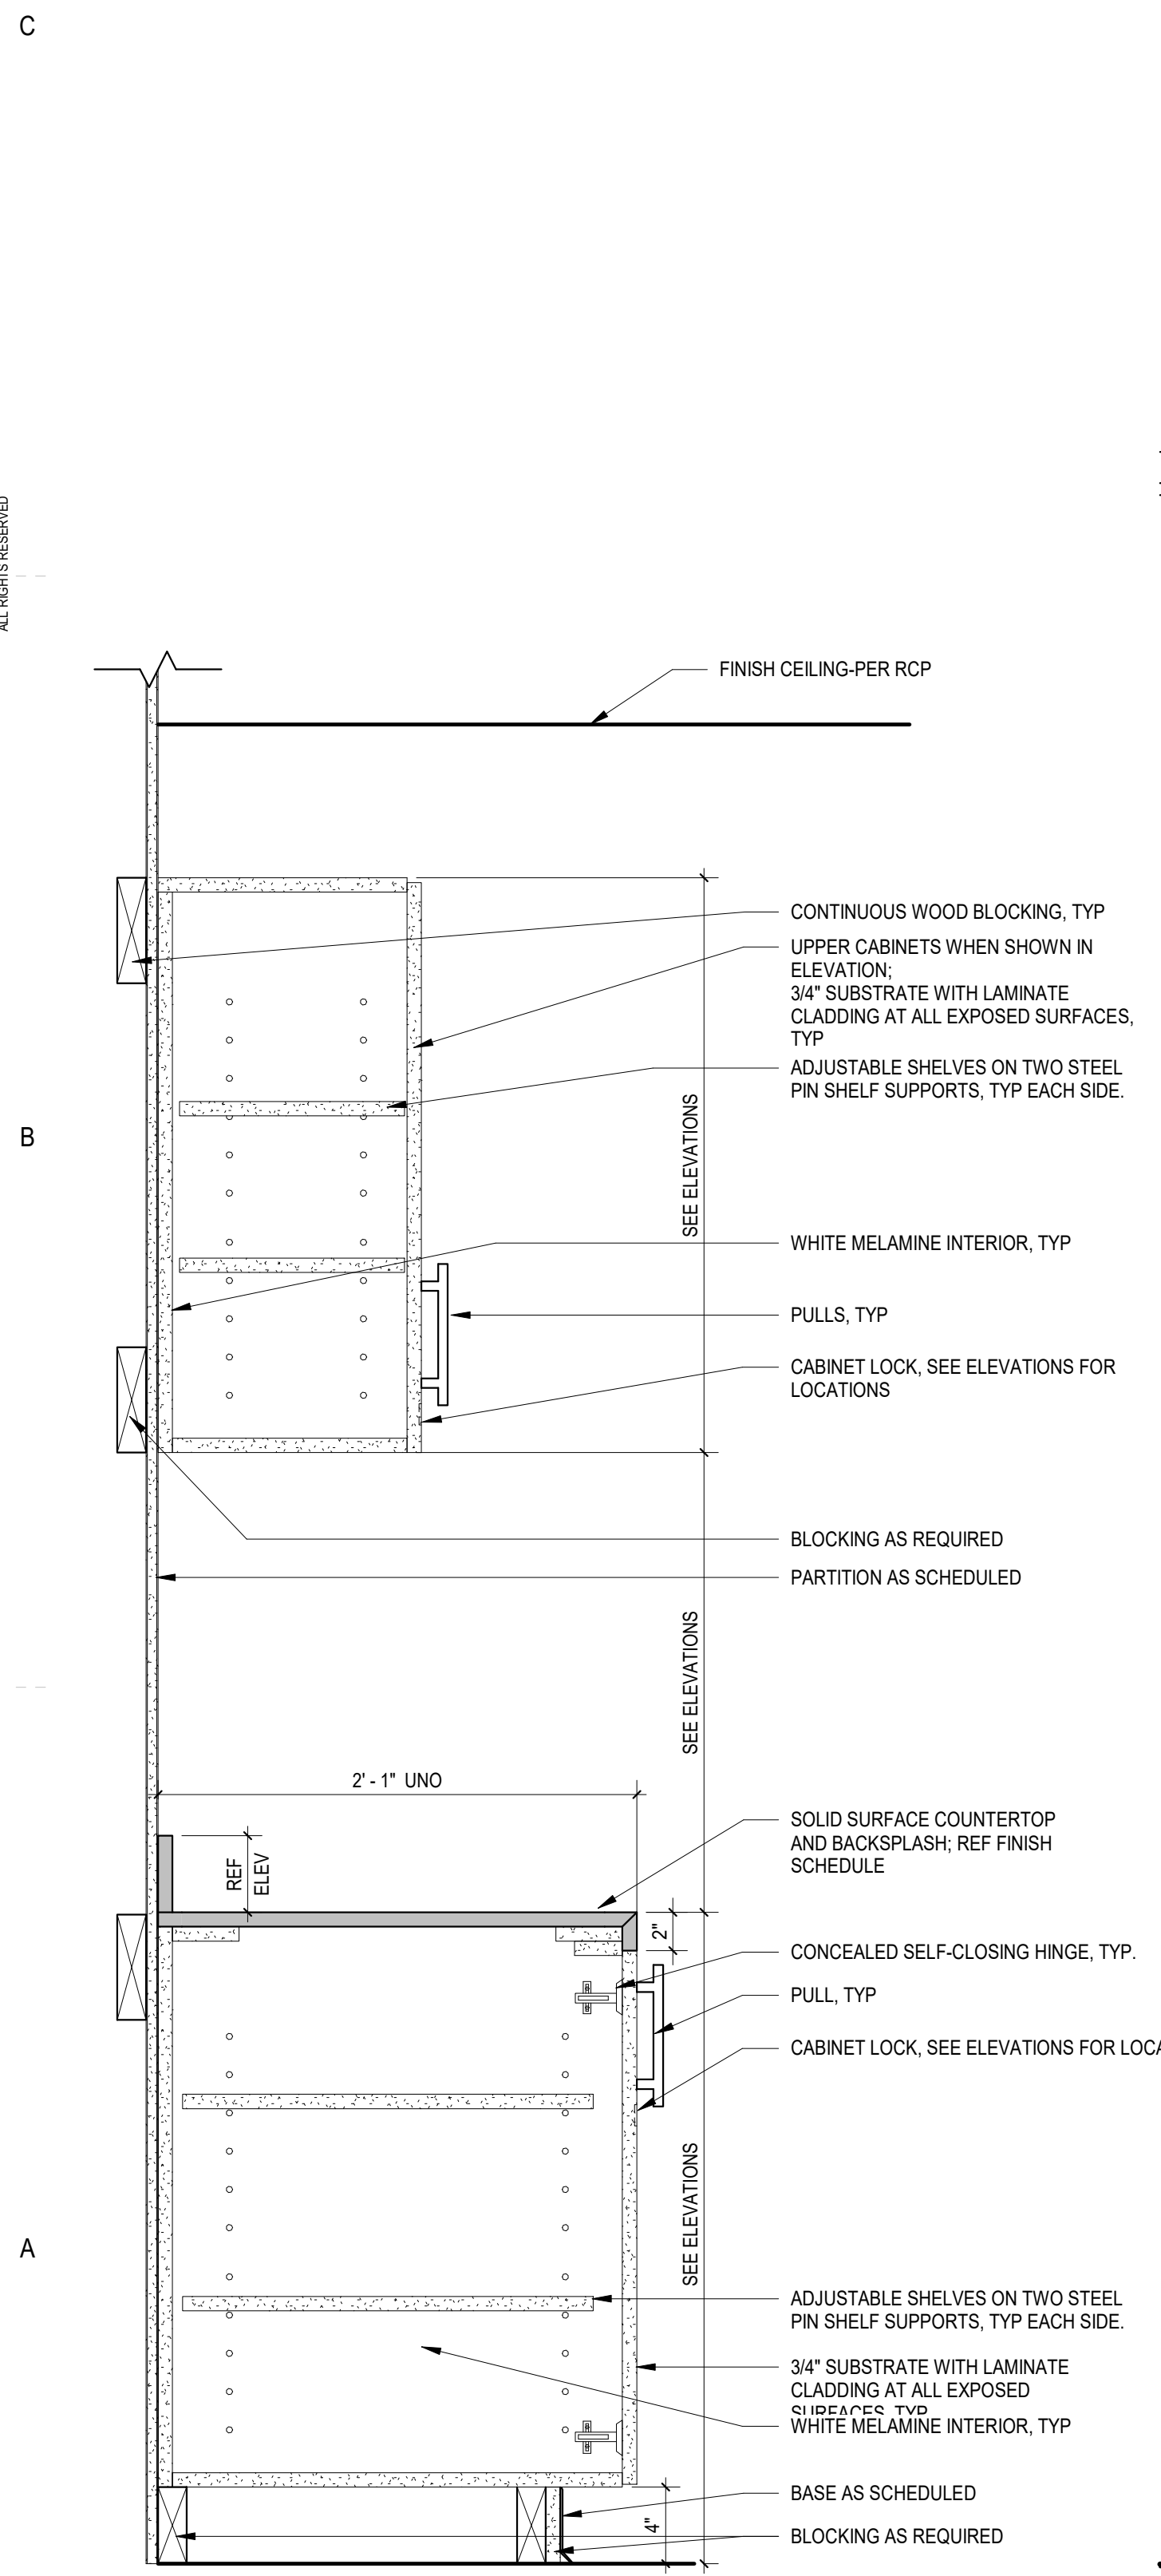 C
ALL RIGHTS RESERVED
FINISH CEILING-PER RCP
CONTINUOUS WOOD BLOCKING, TYP
UPPER CABINETS WHEN SHOWN IN
ELEVATION;
3/4" SUBSTRATE WITH LAMINATE
CLADDING AT ALL EXPOSED SURFACES,
TYP
ADJUSTABLE SHELVES ON TWO STEEL
PIN SHELF SUPPORTS, TYP EACH SIDE.
SEE ELEVATIONS
B
WHITE MELAMINE INTERIOR, TYP
PULLS, TYP
CABINET LOCK, SEE ELEVATIONS FOR
LOCATIONS
BLOCKING AS REQUIRED
PARTITION AS SCHEDULED
SEE ELEVATIONS
2' - 1" UNO
SOLID SURFACE COUNTERTOP
AND BACKSPLASH; REF FINISH
SCHEDULE
REF
ELEV
2"
CONCEALED SELF-CLOSING HINGE, TYP.
PULL, TYP
CABINET LOCK, SEE ELEVATIONS FOR LOCA
SEE ELEVATIONS
A
ADJUSTABLE SHELVES ON TWO STEEL
PIN SHELF SUPPORTS, TYP EACH SIDE.
3/4" SUBSTRATE WITH LAMINATE
CLADDING AT ALL EXPOSED
SURFACES, TYP
WHITE MELAMINE INTERIOR, TYP
BASE AS SCHEDULED
4"
BLOCKING AS REQUIRED